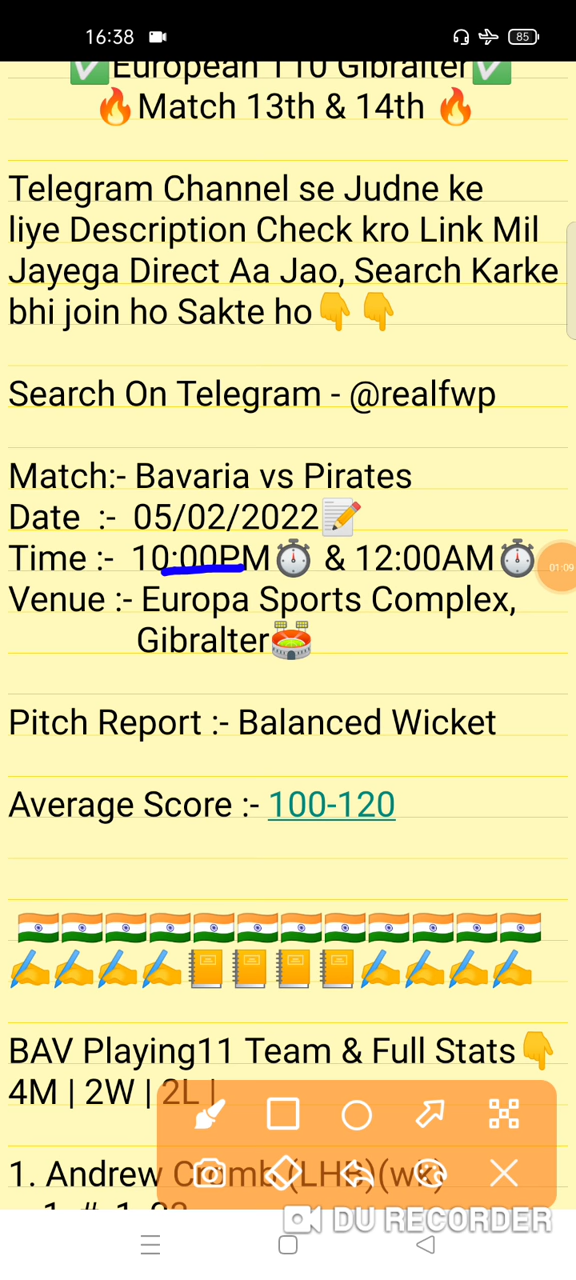 16:38
85
European T10 Gibralter
Match 13th & 14th
Telegram Channel se Judne ke
liye Description Check kro Link Mil
Jayega Direct Aa Jao, Search Karke
bhi join ho Sakte ho
Search On Telegram - @realfwp
Match:- Bavaria vs Pirates
Date :- 05/02/2022
Time :- 10:00PM & 12:00AM
01:09
Venue :- Europa Sports Complex,
Gibralter
Pitch Report :- Balanced Wicket
Average Score :- 100-120
BAV Playing11 Team & Full Stats
4M | 2W | 2L |
1. Andrew (LHB)(wk)
DU RECORDER